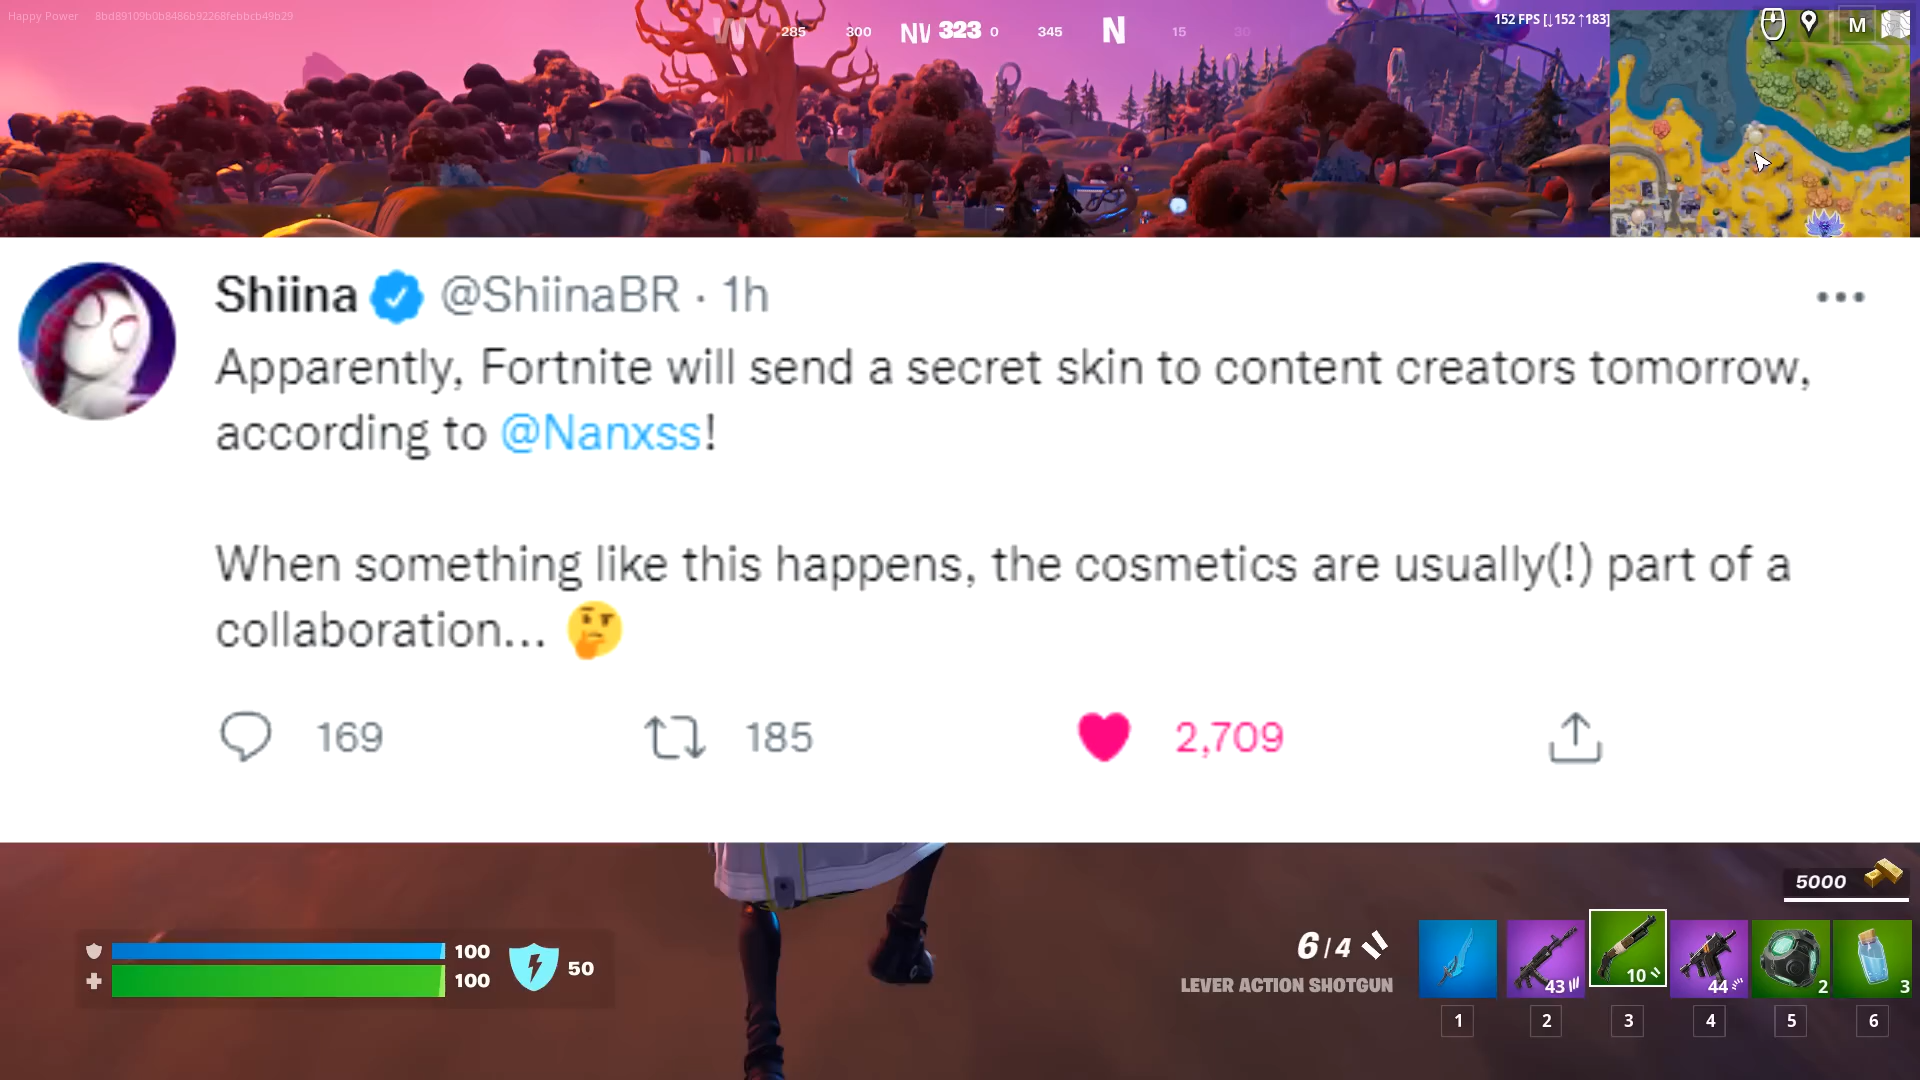 Happy Power 8bd89109b0b8486b92268febbcb49b29
W 285 300 NW 323 0 345 N 15 30
152 FPS [↓152 ↑183]
M
Shiina @ShiinaBR · 1h
Apparently, Fortnite will send a secret skin to content creators tomorrow,
according to @Nanxss!
When something like this happens, the cosmetics are usually(!) part of a
collaboration... 🤔
169 185 2,709
5000
100
100
50
6/4
LEVER ACTION SHOTGUN
43 10 44 2 3
1 2 3 4 5 6